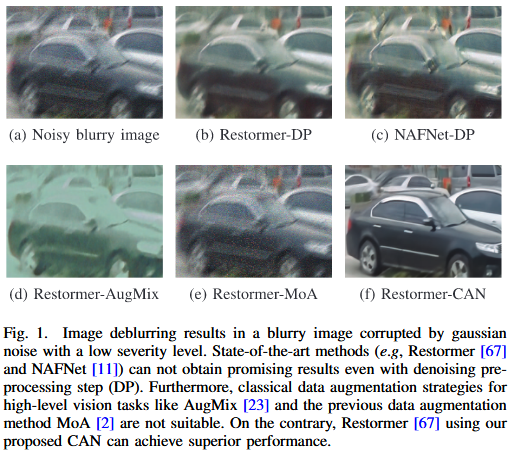 (a) Noisy blurry image (b) Restormer-DP (c) NAFNet-DP
(d) Restormer-AugMix (e) Restormer-MoA (f) Restormer-CAN
Fig. 1. Image deblurring results in a blurry image corrupted by gaussian
noise with a low severity level. State-of-the-art methods (e.g, Restormer [67]
and NAFNet [11]) can not obtain promising results even with denoising pre-
processing step (DP). Furthermore, classical data augmentation strategies for
high-level vision tasks like AugMix [23] and the previous data augmentation
method MoA [2] are not suitable. On the contrary, Restormer [67] using our
proposed CAN can achieve superior performance.